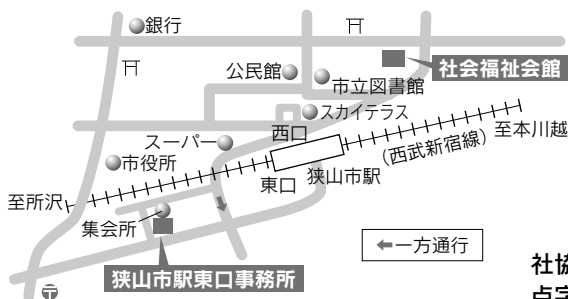 銀行
公民館
市立図書館
社会福祉会館
スカイテラス
西口
スーパー
市役所
至本川越
(西武新宿線)
東口
狭山市駅
至所沢
集会所
一方通行
狭山市駅東口事務所
社協
点字